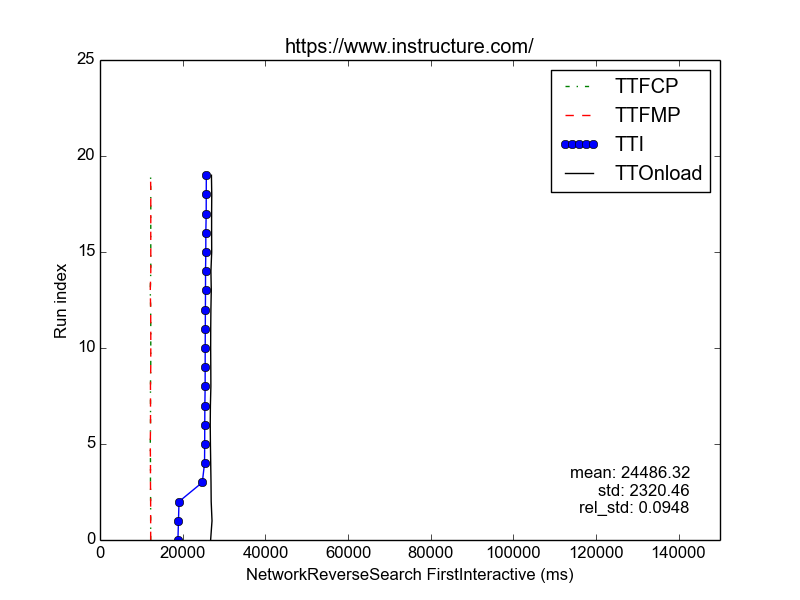 https://www.instructure.com/
25
20
15
10
5
0
Run index
TTFCP
TTFMP
TTI
TTOnload
mean: 24486.32
std: 2320.46
rel_std: 0.0948
0 20000 40000 60000 80000 100000 120000 140000
NetworkReverseSearch FirstInteractive (ms)